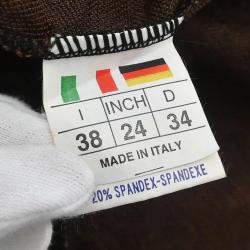 I INCH D
38 24 34
MADE IN ITALY
20% SPANDEX-SPANDEXE